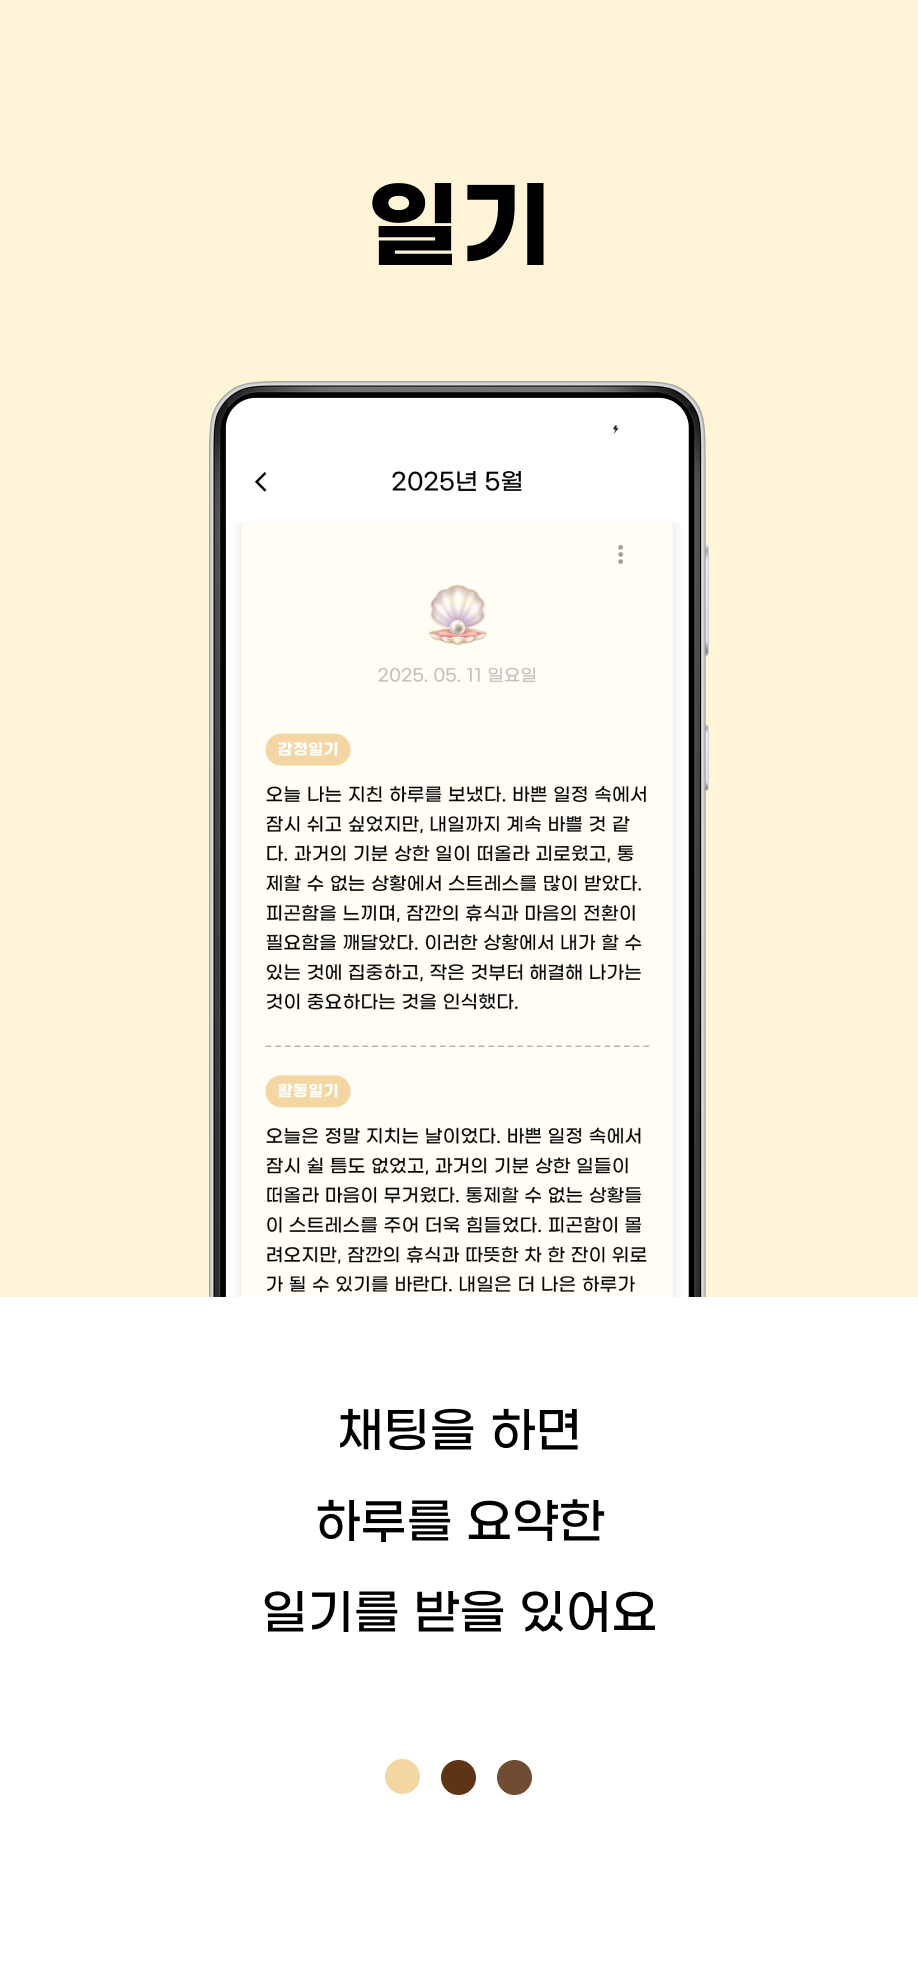 일기
2025년 5월
2025. 05. 11 일요일
감정일기
오늘 나는 지친 하루를 보냈다. 바쁜 일정 속에서
잠시 쉬고 싶었지만, 내일까지 계속 바쁠 것 같
다. 과거의 기분 상한 일이 떠올라 괴로웠고, 통
제할 수 없는 상황에서 스트레스를 많이 받았다.
피곤함을 느끼며, 잠깐의 휴식과 마음의 전환이
필요함을 깨달았다. 이러한 상황에서 내가 할 수
있는 것에 집중하고, 작은 것부터 해결해 나가는
것이 중요하다는 것을 인식했다.
활동일기
오늘은 정말 지치는 날이었다. 바쁜 일정 속에서
잠시 쉴 틈도 없었고, 과거의 기분 상한 일들이
떠올라 마음이 무거웠다. 통제할 수 없는 상황들
이 스트레스를 주어 더욱 힘들었다. 피곤함이 몰
려오지만, 잠깐의 휴식과 따뜻한 차 한 잔이 위로
가 될 수 있기를 바란다. 내일은 더 나은 하루가
채팅을 하면
하루를 요약한
일기를 받을 있어요